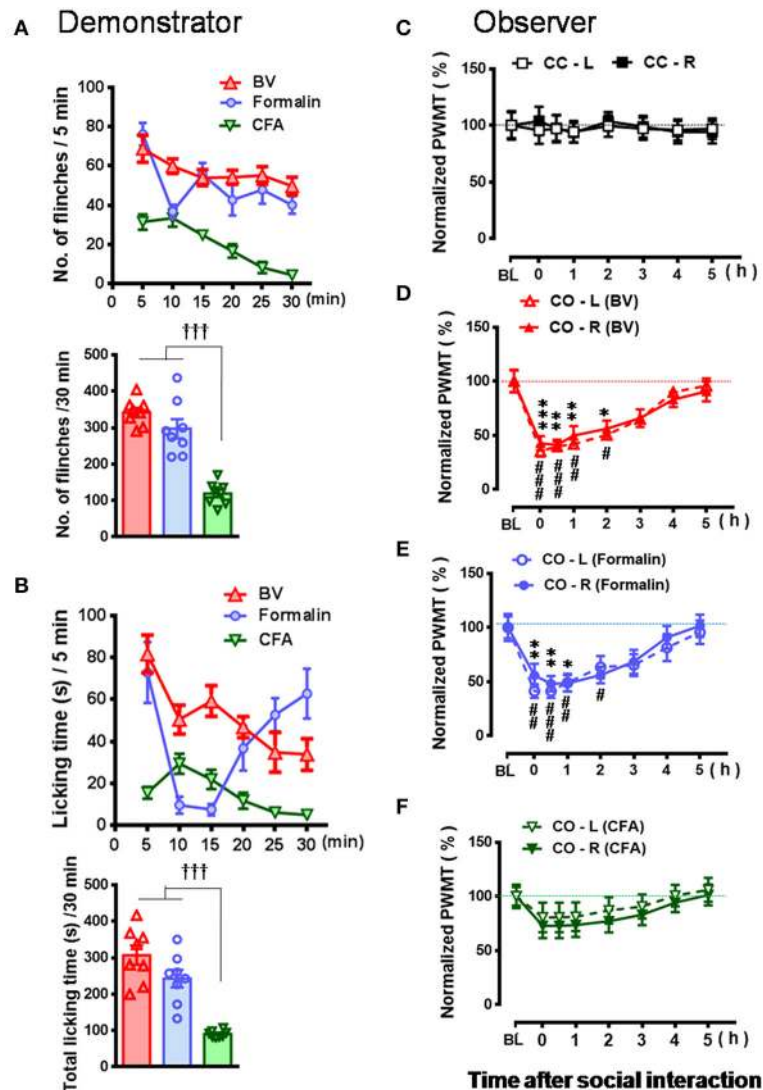 A Demonstrator
BV
Formalin
CFA
No. of flinches / 5 min
100
80
60
40
20
0
5 10 15 20 25 30 (min)
†††
No. of flinches /30 min
500
400
300
200
100
0
B
BV
Formalin
CFA
Licking time (s) / 5 min
100
80
60
40
20
0
5 10 15 20 25 30 (min)
†††
Total licking time (s) /30 min
500
400
300
200
100
0
Observer
C
CC - L CC - R
Normalized PWMT ( % )
150
100
50
0
BL 0 1 2 3 4 5 ( h )
D
CO - L (BV)
CO - R (BV)
Normalized PWMT ( % )
150
100
50
0
*** ** ** *
### ### ## #
BL 0 1 2 3 4 5 ( h )
E
CO - L (Formalin)
CO - R (Formalin)
Normalized PWMT ( % )
150
100
50
0
** ** *
## ### ## #
BL 0 1 2 3 4 5 ( h )
F
CO - L (CFA)
CO - R (CFA)
Normalized PWMT ( % )
150
100
50
0
BL 0 1 2 3 4 5 ( h )
Time after social interaction